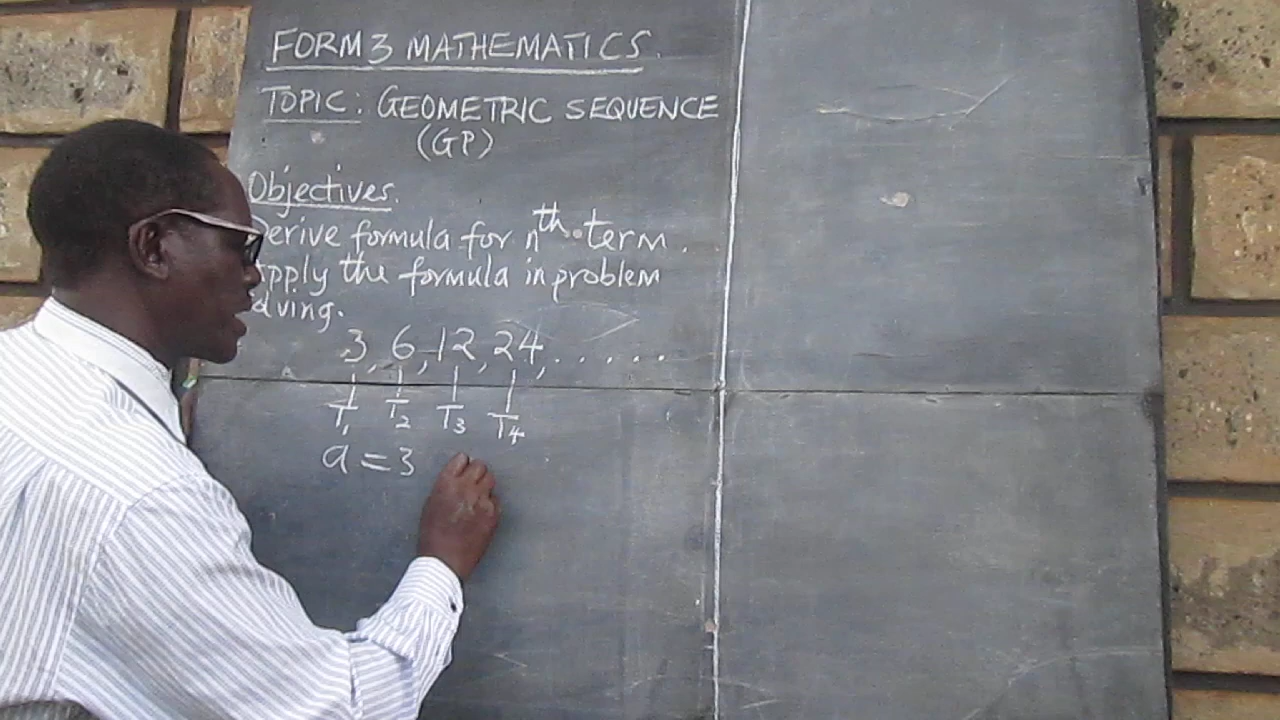 FORM 3 MATHEMATICS.
TOPIC: GEOMETRIC SEQUENCE
(GP)
Objectives.
erive formula for nth term.
pply the formula in problem
lving.
3, 6, 12, 24, . . . . .
T1 T2 T3 T4
a = 3